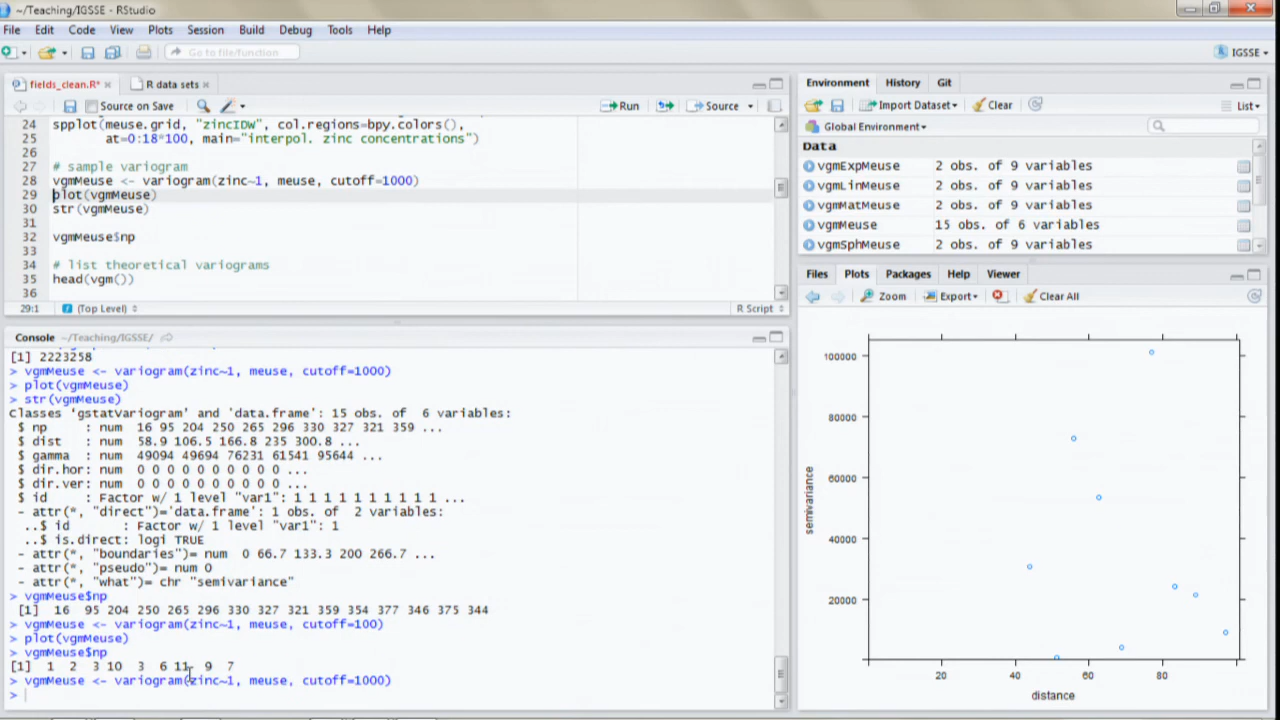 ~/Teaching/IGSSE - RStudio
File Edit Code View Plots Session Build Debug Tools Help
Go to file/function
IGSSE
fields_clean.R*
R data sets
Source on Save
Run
Source
24 spplot(meuse.grid, "zincIDW", col.regions=bpy.colors(),
25 at=0:18*100, main="interpol. zinc concentrations")
26
27 # sample variogram
28 vgmMeuse <- variogram(zinc~1, meuse, cutoff=1000)
29 plot(vgmMeuse)
30 str(vgmMeuse)
31
32 vgmMeuse$np
33
34 # list theoretical variograms
35 head(vgm())
36
29:1 (Top Level) R Script
Console ~/Teaching/IGSSE/
[1] 2223258
> vgmMeuse <- variogram(zinc~1, meuse, cutoff=1000)
> plot(vgmMeuse)
> str(vgmMeuse)
Classes ‘gstatVariogram’ and 'data.frame': 15 obs. of 6 variables:
$ np : num 16 95 204 250 265 296 330 327 321 359 ...
$ dist : num 58.9 106.5 166.8 235 300.8 ...
$ gamma : num 49094 49694 76231 61541 95644 ...
$ dir.hor: num 0 0 0 0 0 0 0 0 0 0 ...
$ dir.ver: num 0 0 0 0 0 0 0 0 0 0 ...
$ id : Factor w/ 1 level "var1": 1 1 1 1 1 1 1 1 1 1 ...
- attr(*, "direct")='data.frame': 1 obs. of 2 variables:
..$ id : Factor w/ 1 level "var1": 1
..$ is.direct: logi TRUE
- attr(*, "boundaries")= num 0 66.7 133.3 200 266.7 ...
- attr(*, "pseudo")= num 0
- attr(*, "what")= chr "semivariance"
> vgmMeuse$np
[1] 16 95 204 250 265 296 330 327 321 359 354 377 346 375 344
> vgmMeuse <- variogram(zinc~1, meuse, cutoff=100)
> plot(vgmMeuse)
> vgmMeuse$np
[1] 1 2 3 10 3 6 11 9 7
> vgmMeuse <- variogram(zinc~1, meuse, cutoff=1000)
>
Environment History Git
Import Dataset Clear List
Global Environment
Data
vgmExpMeuse 2 obs. of 9 variables
vgmLinMeuse 2 obs. of 9 variables
vgmMatMeuse 2 obs. of 9 variables
vgmMeuse 15 obs. of 6 variables
vgmSphMeuse 2 obs. of 9 variables
Files Plots Packages Help Viewer
Zoom Export Clear All
100000
80000
60000
40000
20000
semivariance
20 40 60 80
distance